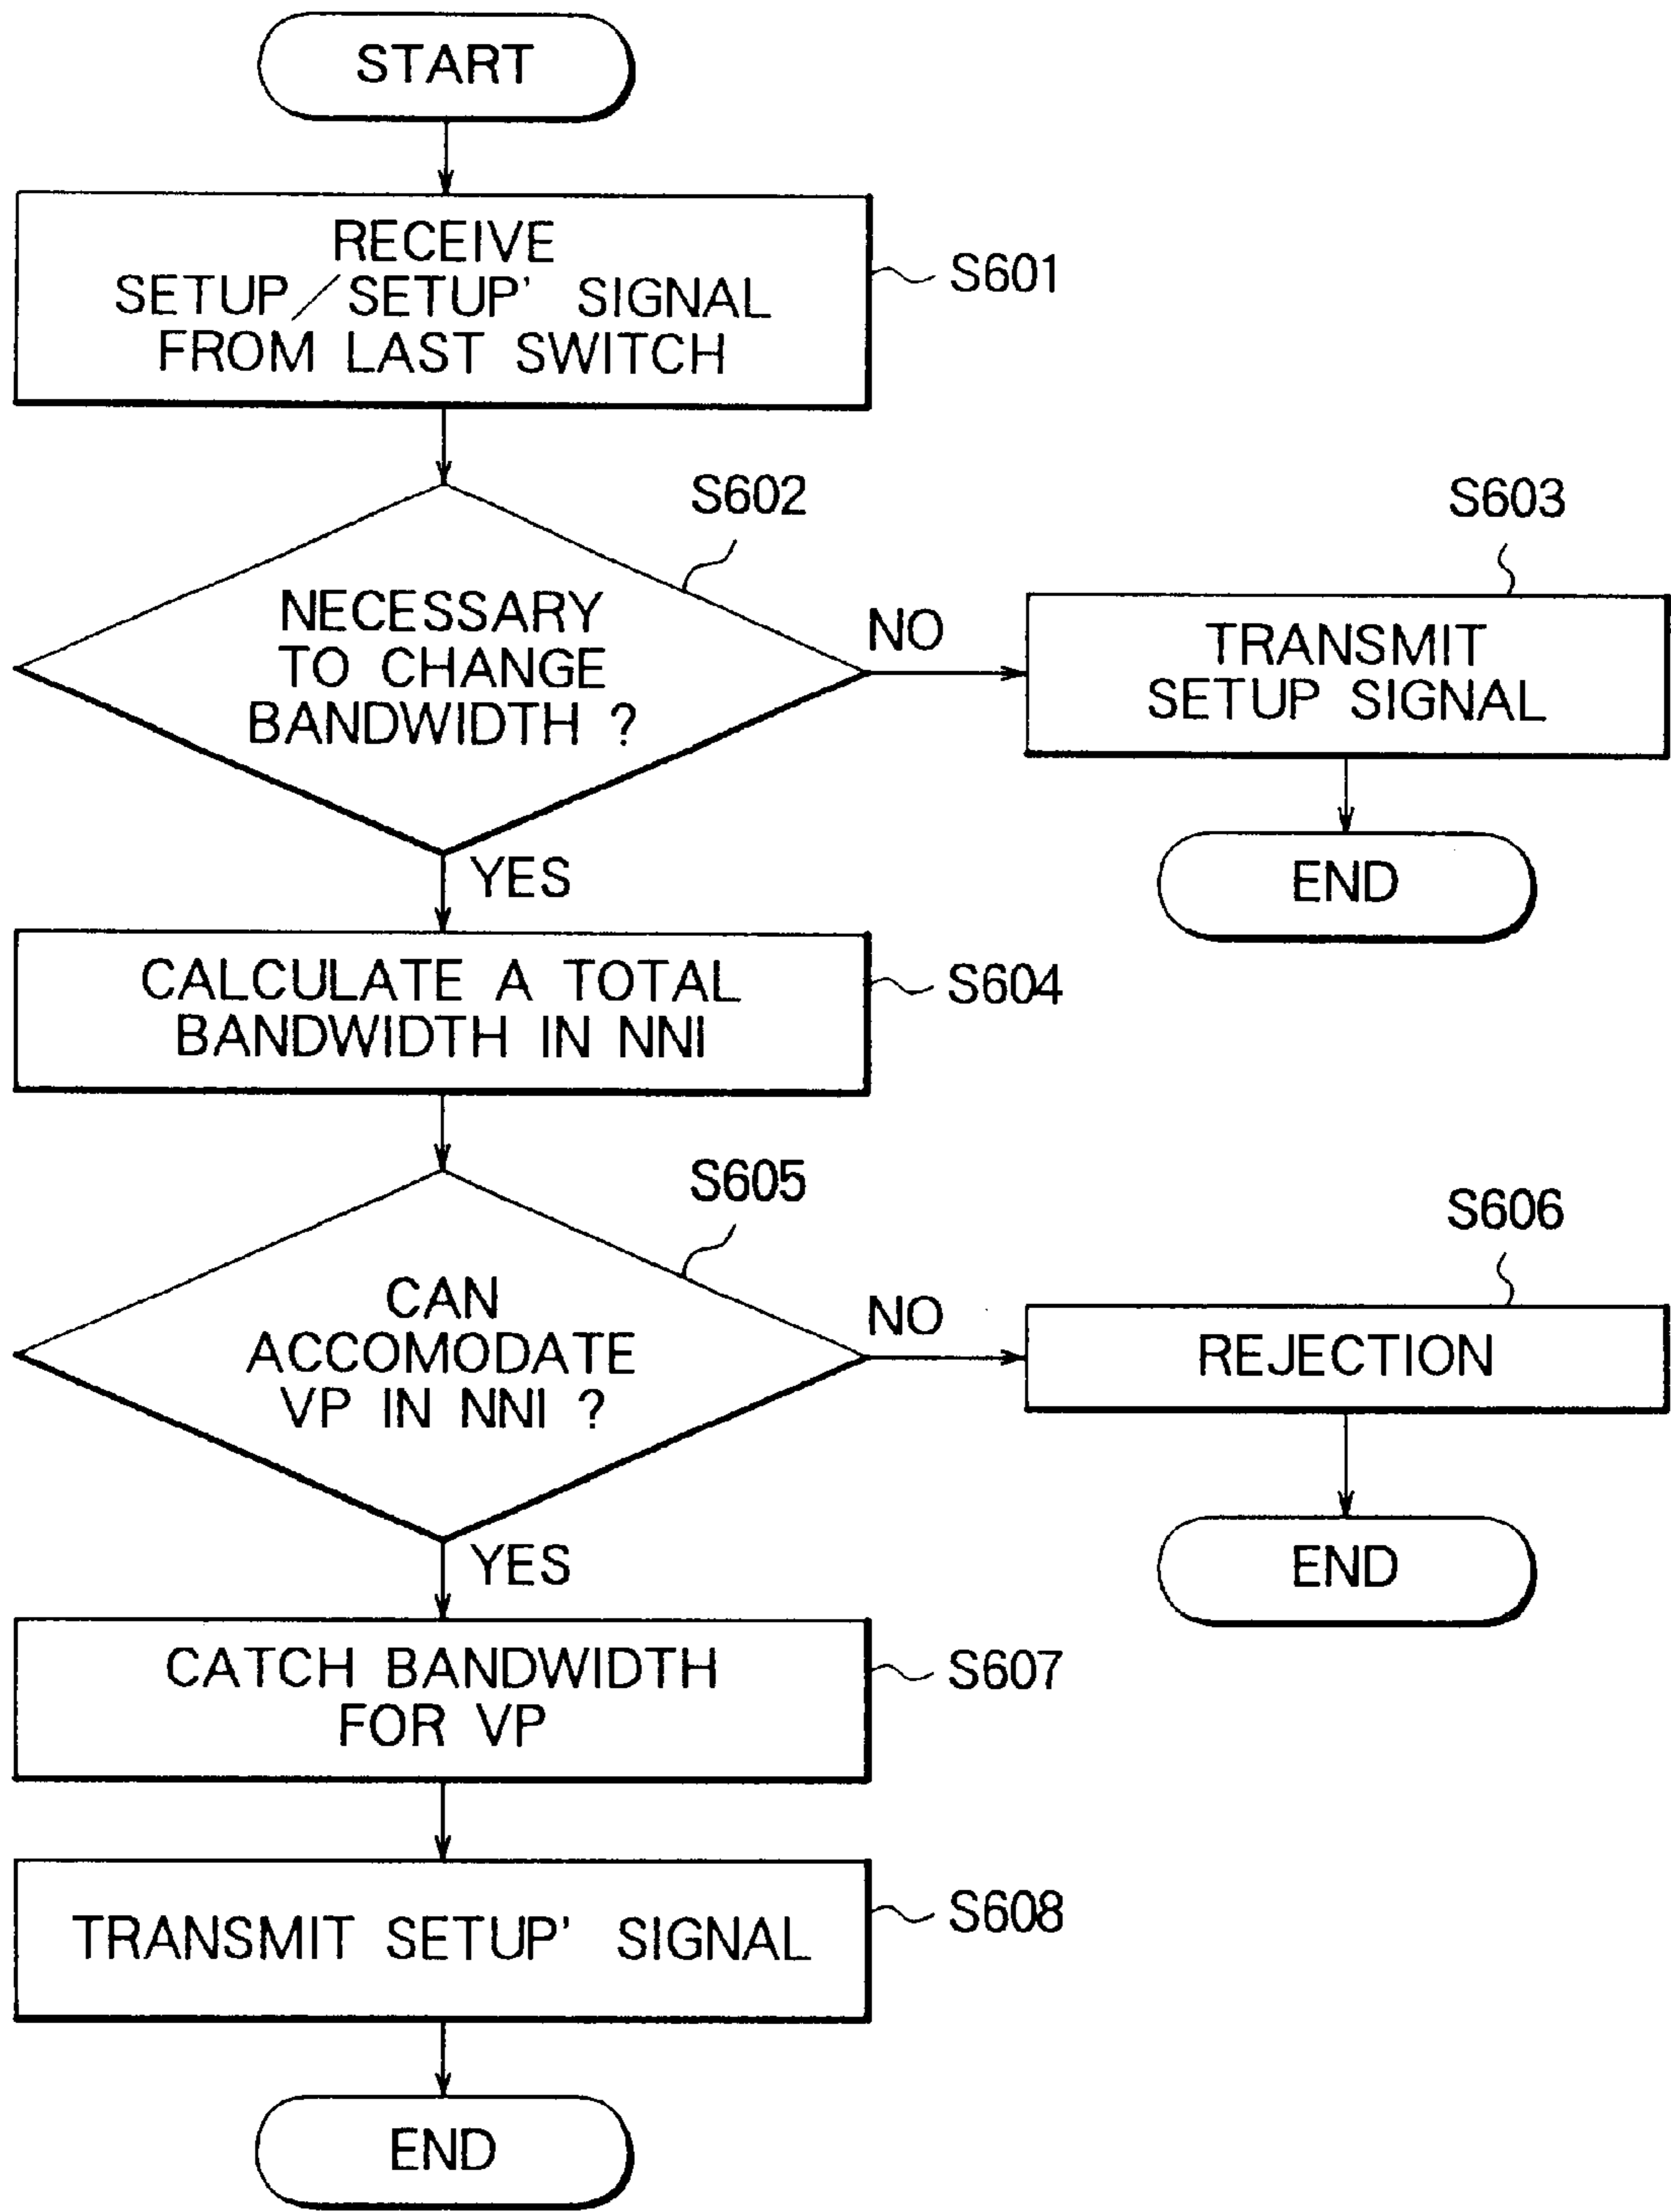 START
RECEIVE
SETUP／SETUP' SIGNAL
FROM LAST SWITCH
S601
S602
NECESSARY
TO CHANGE
BANDWIDTH ?
NO
S603
TRANSMIT
SETUP SIGNAL
END
YES
CALCULATE A TOTAL
BANDWIDTH IN NNI
S604
S605
CAN
ACCOMODATE
VP IN NNI ?
NO
S606
REJECTION
END
YES
CATCH BANDWIDTH
FOR VP
S607
TRANSMIT SETUP' SIGNAL
S608
END